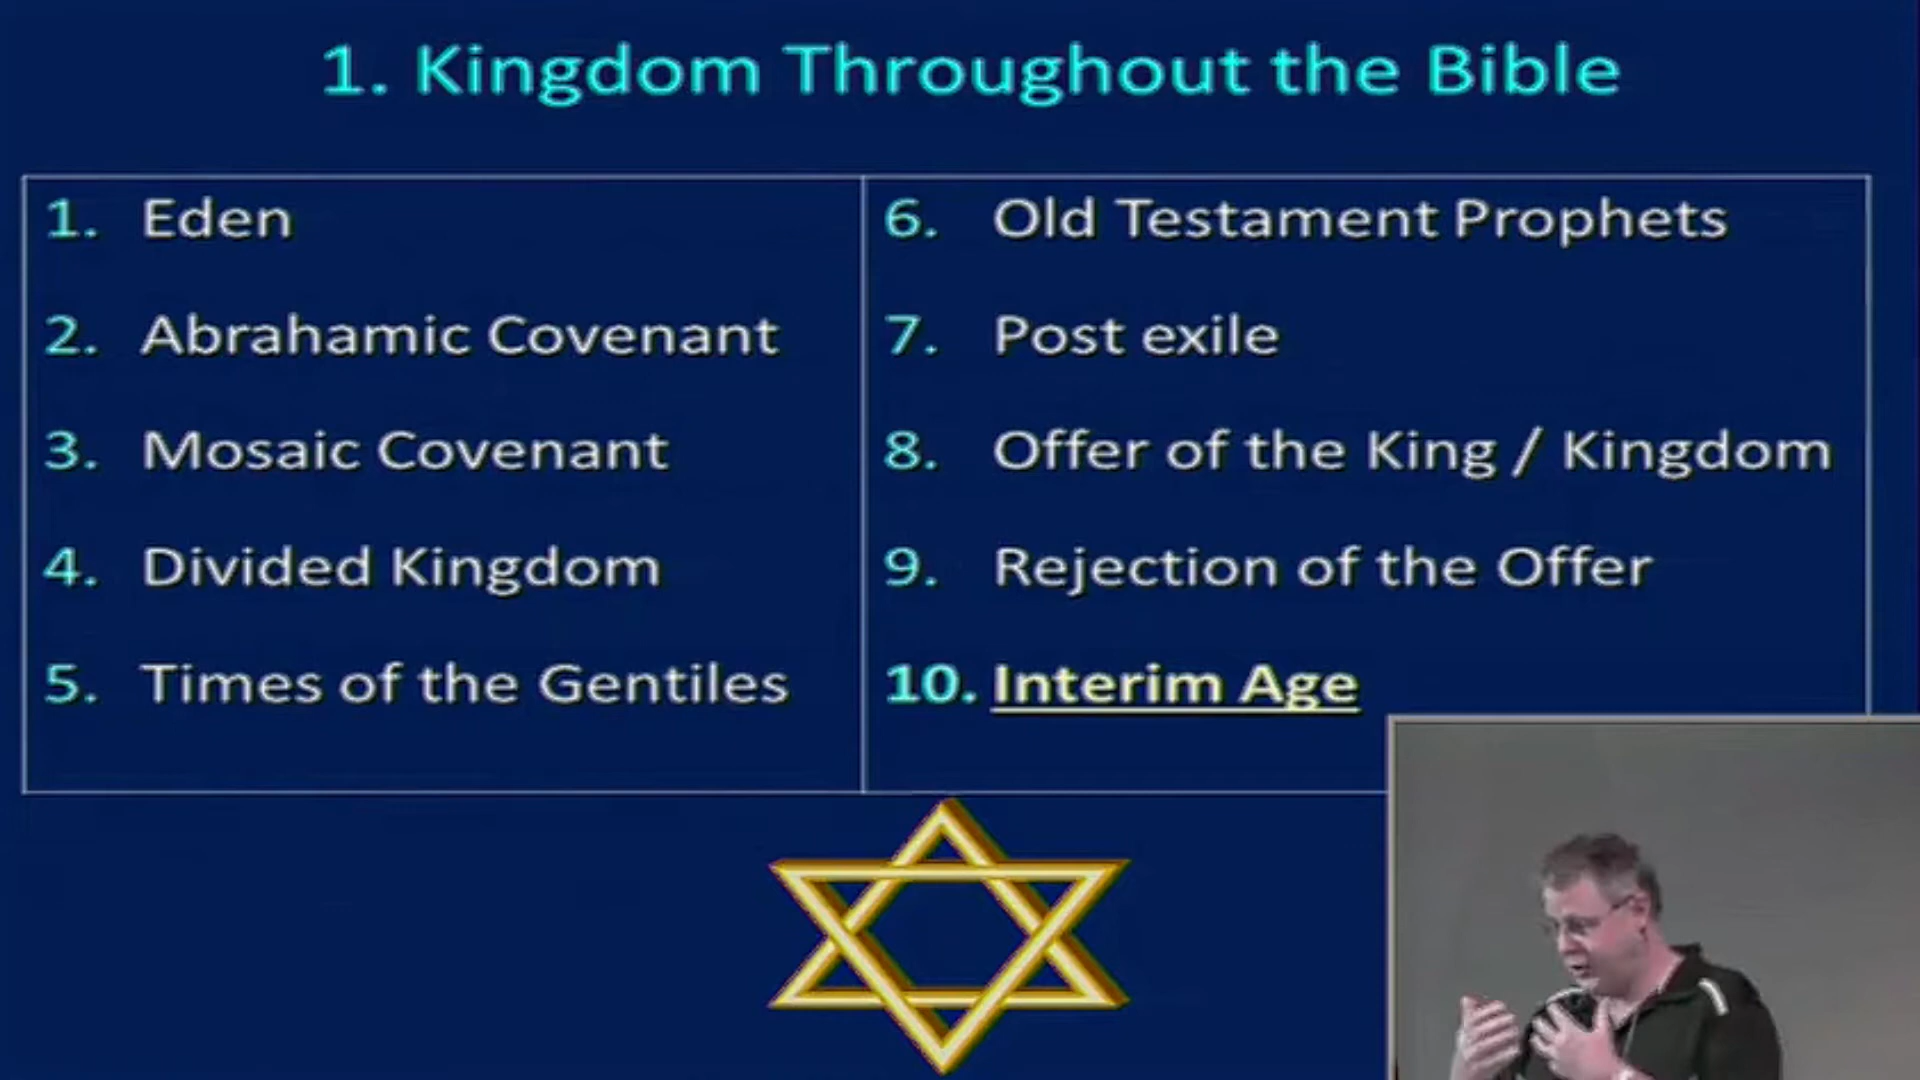 1. Kingdom Throughout the Bible
1. Eden
2. Abrahamic Covenant
3. Mosaic Covenant
4. Divided Kingdom
5. Times of the Gentiles
6. Old Testament Prophets
7. Post exile
8. Offer of the King / Kingdom
9. Rejection of the Offer
10. Interim Age